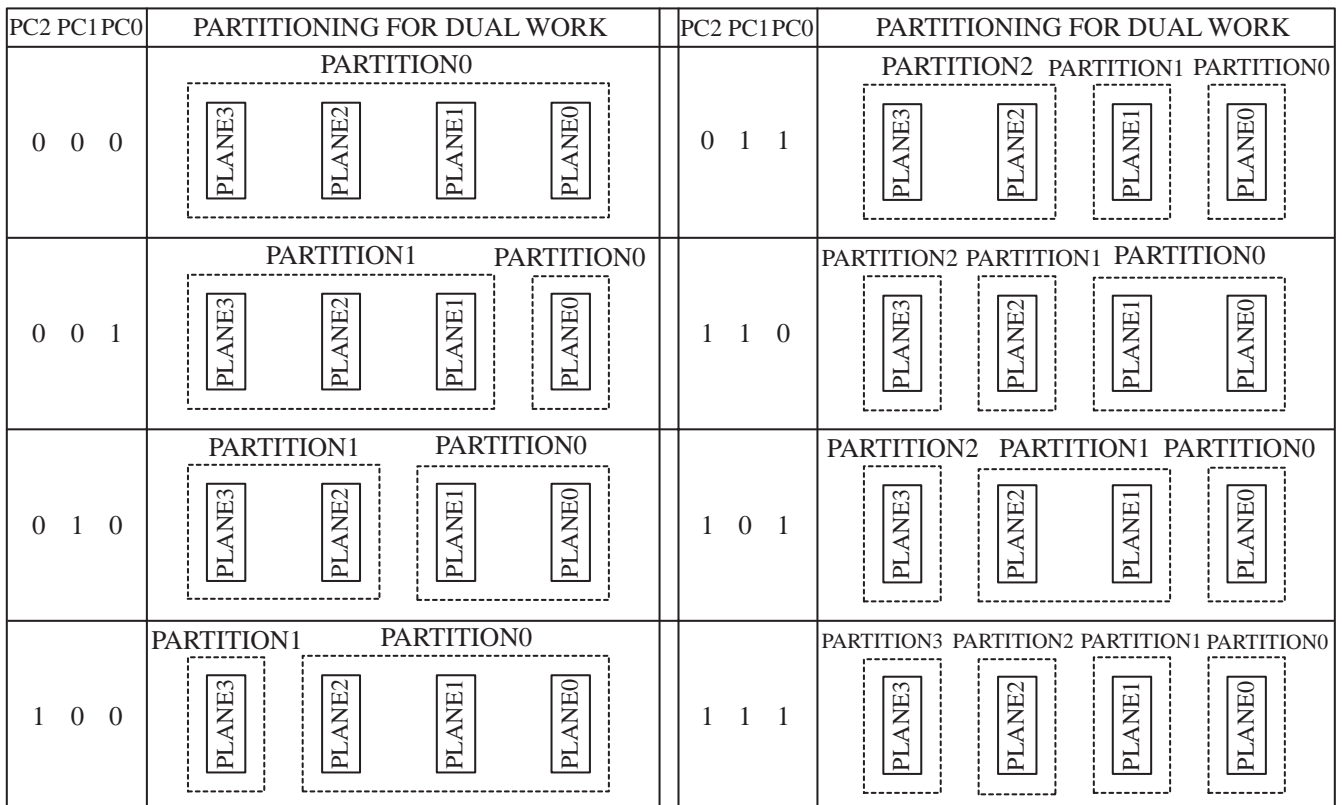 PC2 PC1PC0 PARTITIONING FOR DUAL WORK PC2 PC1PC0 PARTITIONING FOR DUAL WORK
PARTITION0
0 0 0
PLANE3 PLANE2 PLANE1 PLANE0
PARTITION2 PARTITION1 PARTITION0
0 1 1
PLANE3 PLANE2 PLANE1 PLANE0
PARTITION1 PARTITION0
0 0 1
PLANE3 PLANE2 PLANE1 PLANE0
PARTITION2 PARTITION1 PARTITION0
1 1 0
PLANE3 PLANE2 PLANE1 PLANE0
PARTITION1 PARTITION0
0 1 0
PLANE3 PLANE2 PLANE1 PLANE0
PARTITION2 PARTITION1 PARTITION0
1 0 1
PLANE3 PLANE2 PLANE1 PLANE0
PARTITION1 PARTITION0
1 0 0
PLANE3 PLANE2 PLANE1 PLANE0
PARTITION3 PARTITION2 PARTITION1 PARTITION0
1 1 1
PLANE3 PLANE2 PLANE1 PLANE0